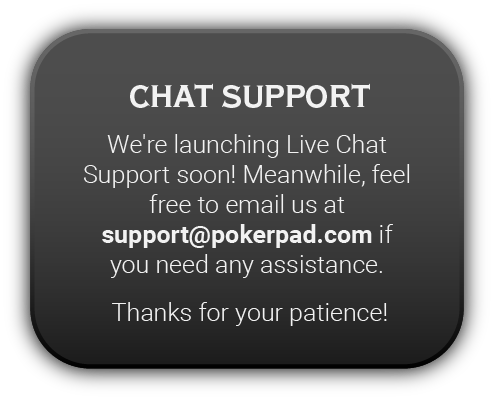 CHAT SUPPORT
We're launching Live Chat
Support soon! Meanwhile, feel
free to email us at
support@pokerpad.com if
you need any assistance.
Thanks for your patience!